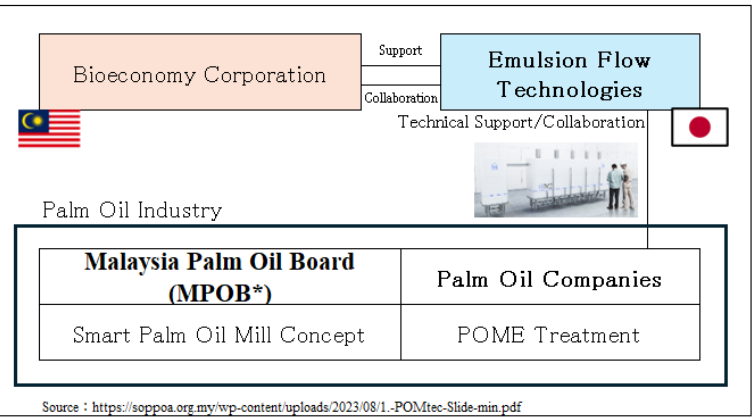 Bioeconomy Corporation
Support
Collaboration
Emulsion Flow
Technologies
Technical Support/Collaboration
Palm Oil Industry
Malaysia Palm Oil Board
(MPOB*)
Palm Oil Companies
Smart Palm Oil Mill Concept
POME Treatment
Source：https://soppoa.org.my/wp-content/uploads/2023/08/1.-POMtec-Slide-min.pdf